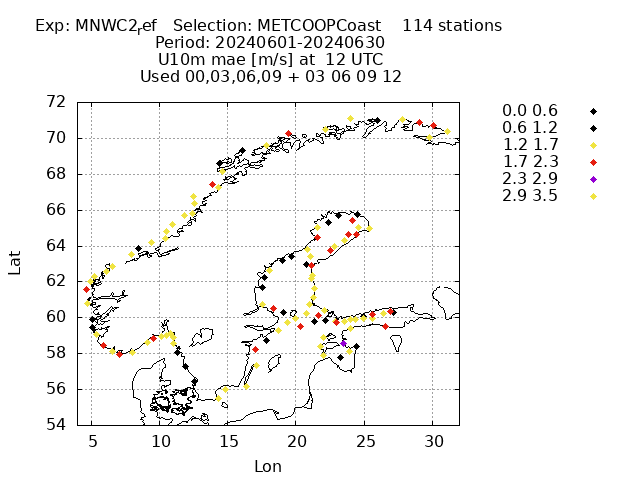 Exp: MNWC2ref   Selection: METCOOPCoast    114 stations
Period: 20240601-20240630
U10m mae [m/s] at  12 UTC
Used 00,03,06,09 + 03 06 09 12
72
70
68
66
64
62
60
58
56
54
5 10 15 20 25 30
Lat
Lon
0.0 0.6
0.6 1.2
1.2 1.7
1.7 2.3
2.3 2.9
2.9 3.5